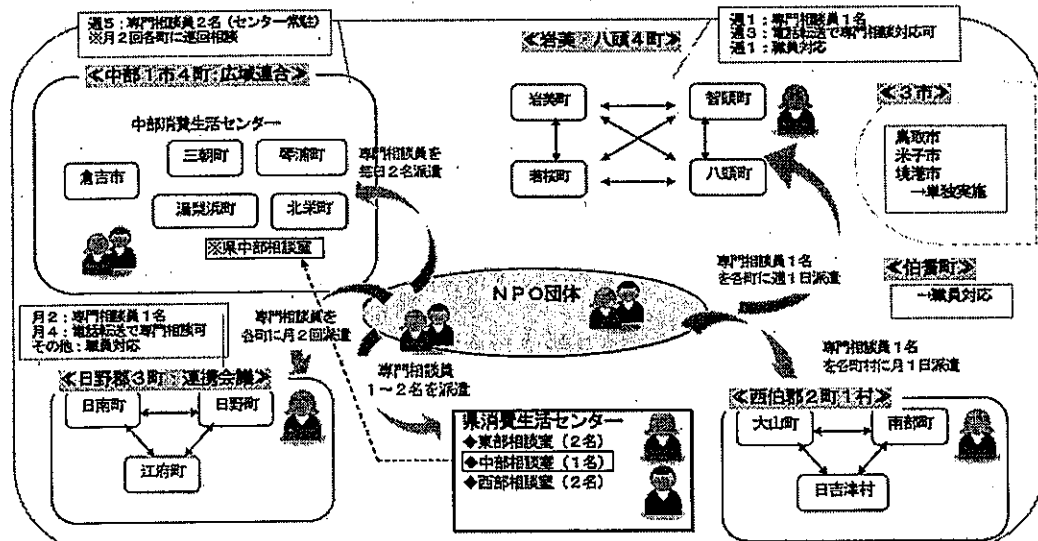 週5：専門相談員2名（センター常駐）
※月2回各町に巡回相談
≪中部1市4町：広域連合≫
中部消費生活センター
倉吉市
三朝町
琴浦町
湯梨浜町
北栄町
※県中部相談室
専門相談員を
毎日2名派遣
≪岩美・八頭4町≫
週1：専門相談員1名
週3：電話転送で専門相談対応可
週1：職員対応
岩美町
智頭町
若桜町
八頭町
≪3市≫
鳥取市
米子市
境港市
→単独実施
専門相談員1名
を各町に週1日派遣
≪伯耆町≫
→職員対応
NPO団体
月2：専門相談員1名
月4：電話転送で専門相談可
その他：職員対応
専門相談員を
各町に月2回派遣
≪日野郡3町：連携会議≫
日南町
日野町
江府町
専門相談員
1～2名を派遣
県消費生活センター
◆東部相談室（2名）
◆中部相談室（1名）
◆西部相談室（2名）
専門相談員1名
を各町村に月1日派遣
≪西伯郡2町1村≫
大山町
南部町
日吉津村